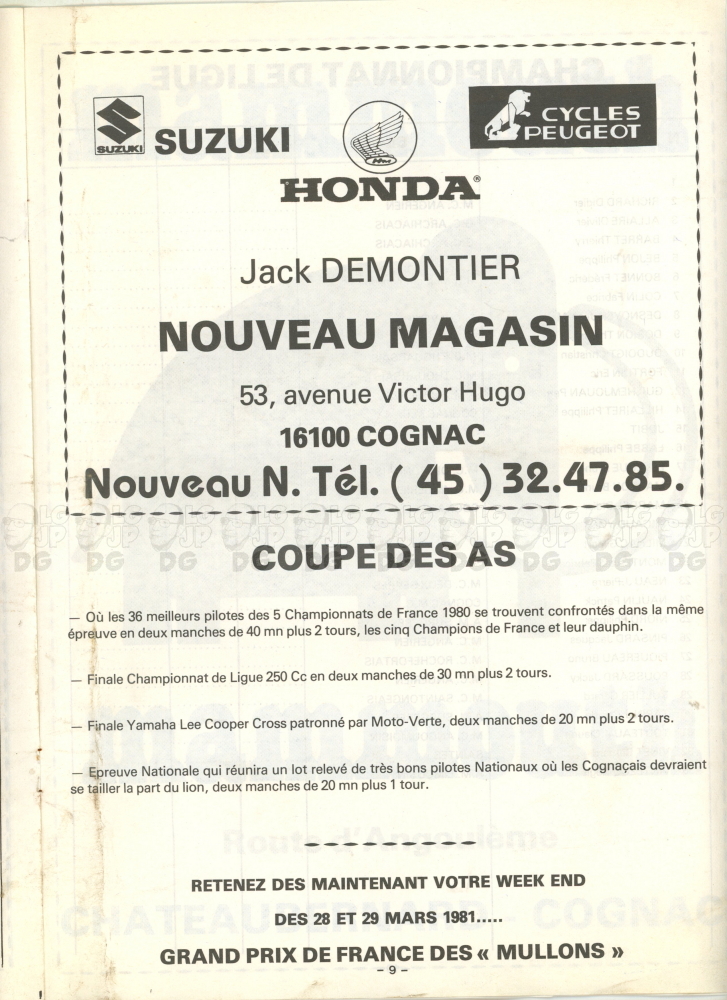 SUZUKI
SUZUKI
HONDA
CYCLES
PEUGEOT
Jack DEMONTIER
NOUVEAU MAGASIN
53, avenue Victor Hugo
16100 COGNAC
Nouveau N. Tél. ( 45 ) 32.47.85.
COUPE DES AS
— Où les 36 meilleurs pilotes des 5 Championnats de France 1980 se trouvent confrontés dans la même
épreuve en deux manches de 40 mn plus 2 tours, les cinq Champions de France et leur dauphin.
— Finale Championnat de Ligue 250 Cc en deux manches de 30 mn plus 2 tours.
— Finale Yamaha Lee Cooper Cross patronné par Moto-Verte, deux manches de 20 mn plus 2 tours.
— Epreuve Nationale qui réunira un lot relevé de très bons pilotes Nationaux où les Cognaçais devraient
se tailler la part du lion, deux manches de 20 mn plus 1 tour.
RETENEZ DES MAINTENANT VOTRE WEEK END
DES 28 ET 29 MARS 1981.....
GRAND PRIX DE FRANCE DES « MULLONS »
– 9 –